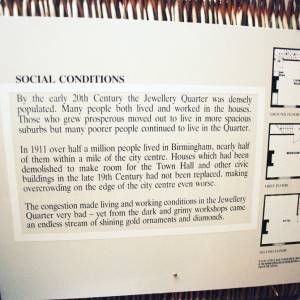 SOCIAL CONDITIONS
By the early 20th Century the Jewellery Quarter was densely
populated. Many people both lived and worked in the houses.
Those who grew prosperous moved out to live in more spacious
suburbs but many poorer people continued to live in the Quarter.
In 1911 over half a million people lived in Birmingham, nearly half
of them within a mile of the city centre. Houses which had been
demolished to make room for the Town Hall and other civic
buildings in the late 19th Century had not been replaced, making
overcrowding on the edge of the city centre even worse.
The congestion made living and working conditions in the Jewellery
Quarter very bad – yet from the dark and grimy workshops came
an endless stream of shining gold ornaments and diamonds.
GROUND FLOOR
FIRST FLOOR
SECOND FLOOR